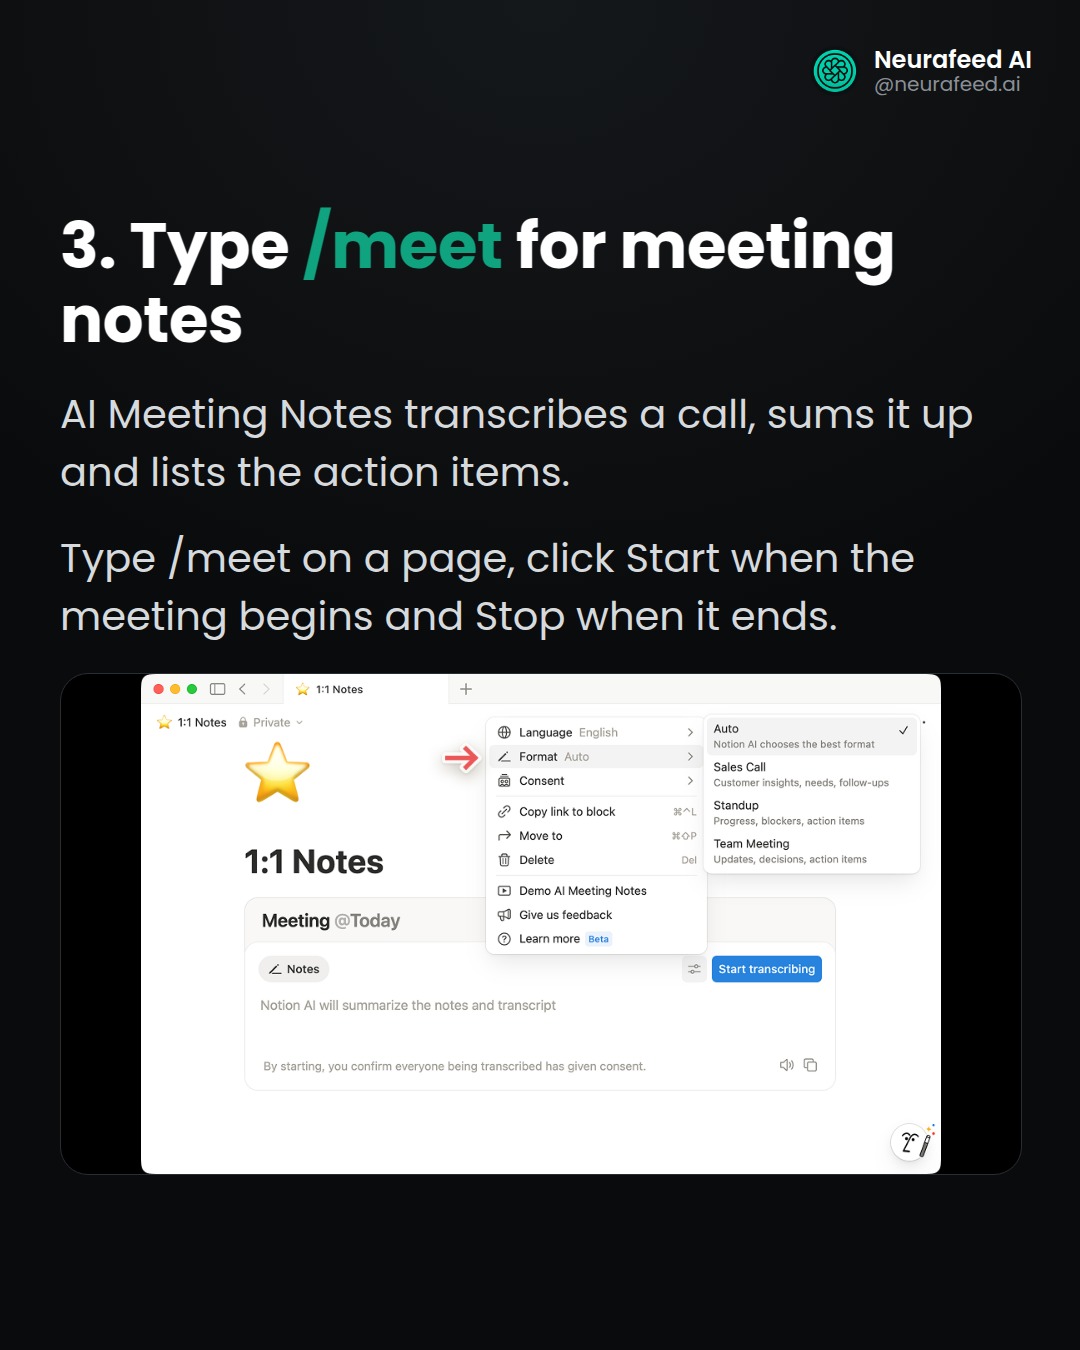 Neurafeed AI
@neurafeed.ai
3. Type /meet for meeting
notes
AI Meeting Notes transcribes a call, sums it up
and lists the action items.
Type /meet on a page, click Start when the
meeting begins and Stop when it ends.
1:1 Notes
1:1 Notes Private
1:1 Notes
Meeting @Today
Notes
Start transcribing
Notion AI will summarize the notes and transcript
By starting, you confirm everyone being transcribed has given consent.
Language English
Format Auto
Consent
Copy link to block ⌘^L
Move to ⌘⇧P
Delete Del
Demo AI Meeting Notes
Give us feedback
Learn more Beta
Auto
Notion AI chooses the best format
Sales Call
Customer insights, needs, follow-ups
Standup
Progress, blockers, action items
Team Meeting
Updates, decisions, action items